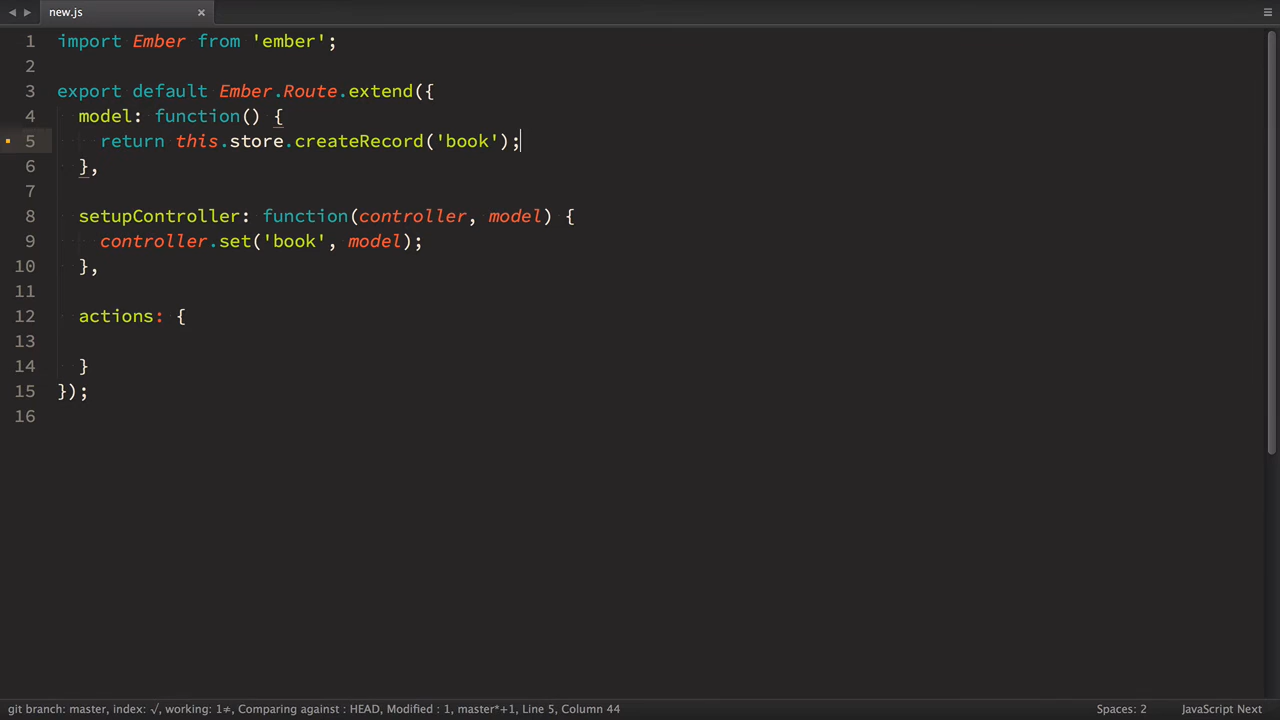 new.js
1 import Ember from 'ember';
2
3 export default Ember.Route.extend({
4   model: function() {
5     return this.store.createRecord('book');
6   },
7
8   setupController: function(controller, model) {
9     controller.set('book', model);
10   },
11
12   actions: {
13
14   }
15 });
16
git branch: master, index: √, working: 1≠, Comparing against : HEAD, Modified : 1, master*+1, Line 5, Column 44 Spaces: 2 JavaScript Next